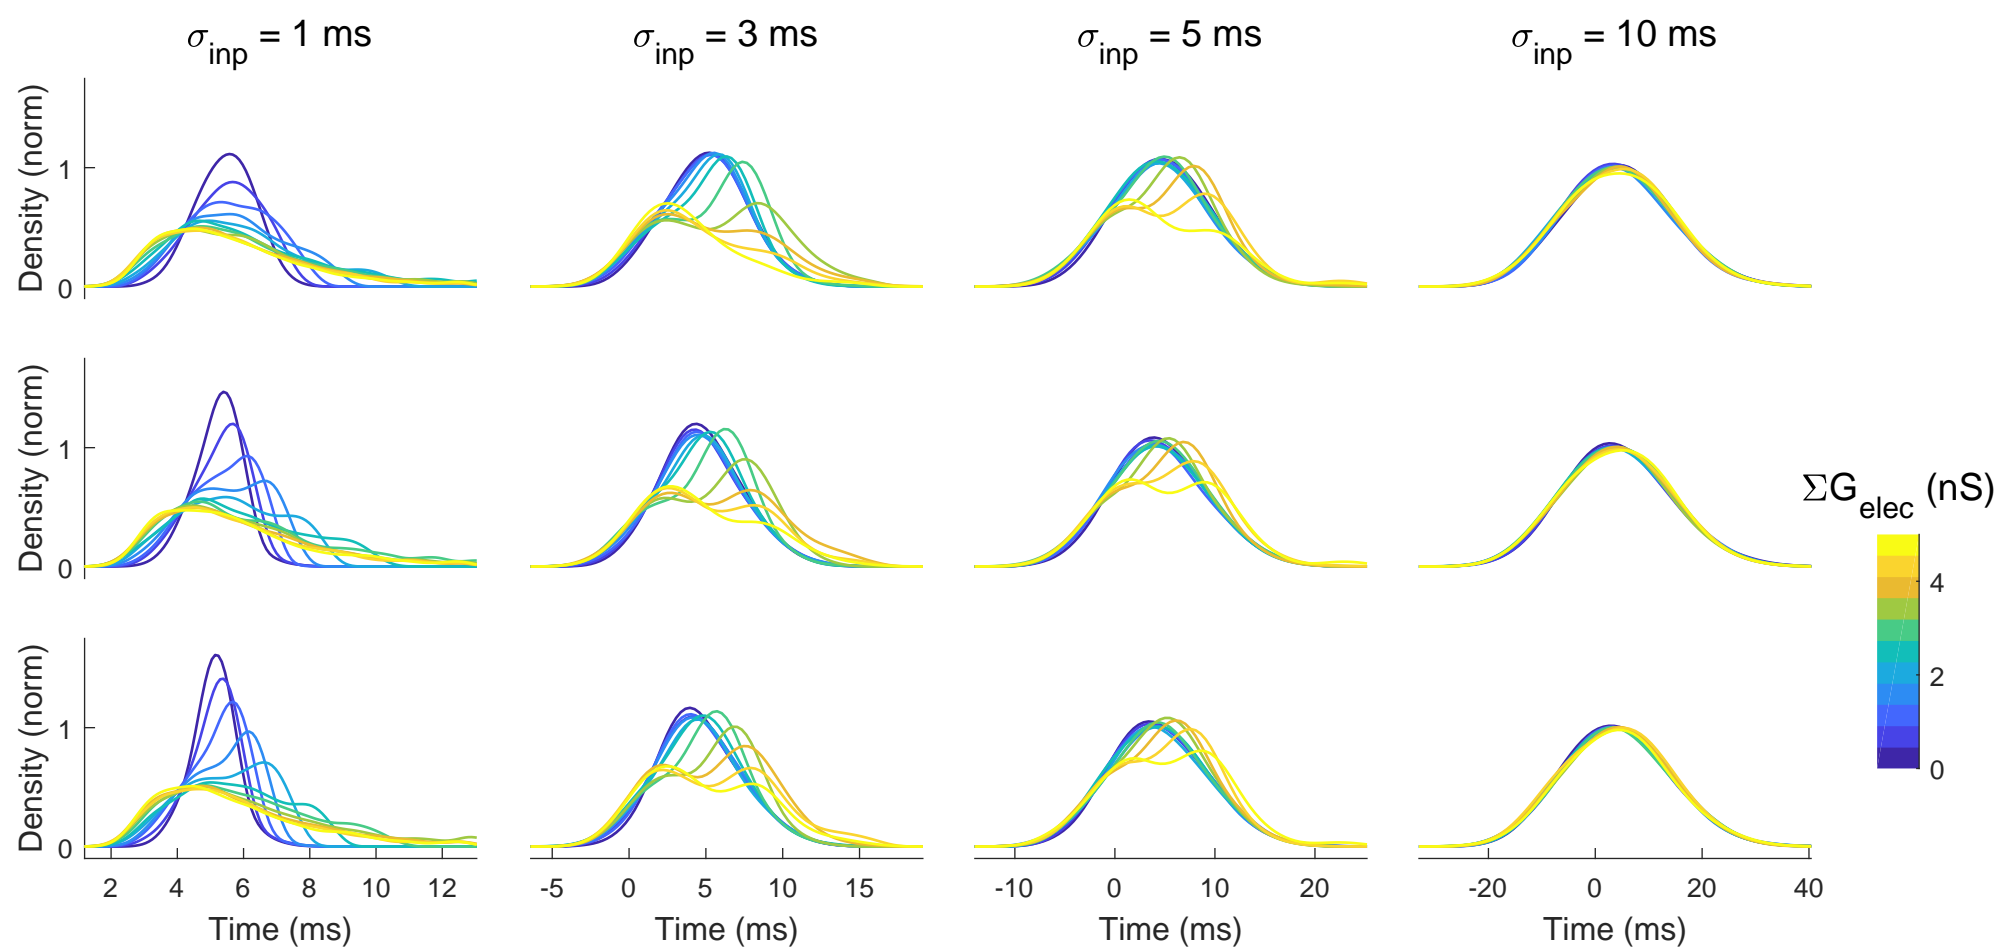 σinp = 1 ms
σinp = 3 ms
σinp = 5 ms
σinp = 10 ms
Density (norm)
1
0
Density (norm)
1
0
Density (norm)
1
0
2 4 6 8 10 12
-5 0 5 10 15
-10 0 10 20
-20 0 20 40
Time (ms)
Time (ms)
Time (ms)
Time (ms)
ΣGelec (nS)
4
2
0